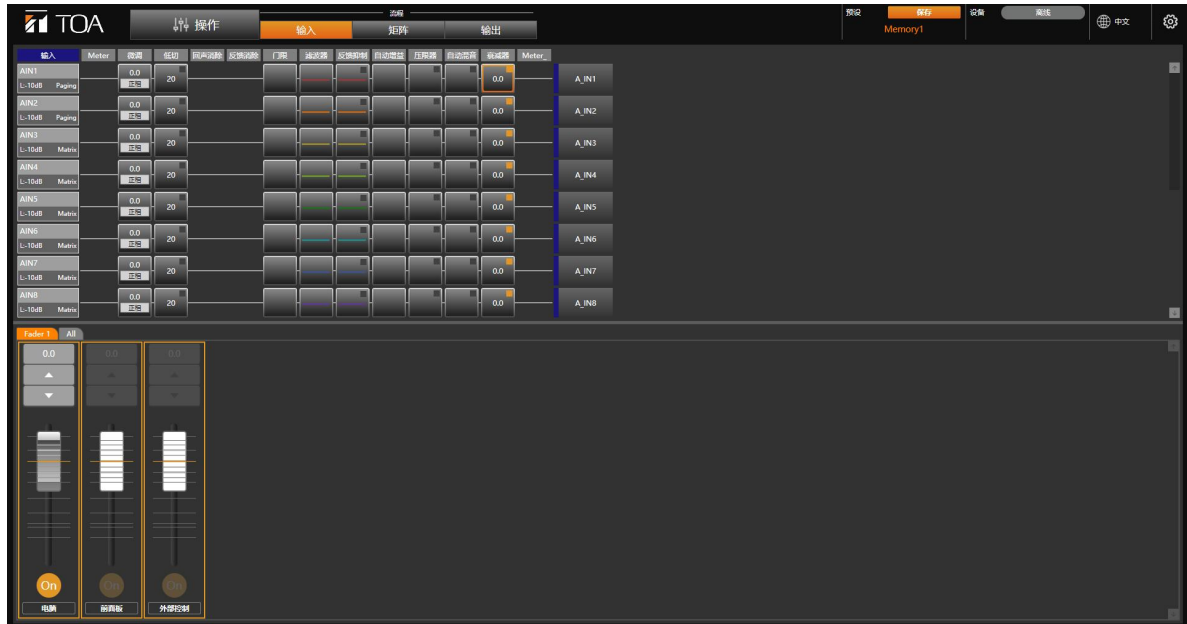 TOA 操作 流程 预设 保存 设备 离线 中文
输入 矩阵 输出 Memory1
输入 Meter 微调 低切 回声消除 反馈消除 门限 滤波器 反馈抑制 自动增益 压限器 自动混音 衰减器 Meter_
AIN1 0.0 20 0.0 A_IN1
L:-10dB Paging 正相
AIN2 0.0 20 0.0 A_IN2
L:-10dB Paging 正相
AIN3 0.0 20 0.0 A_IN3
L:-10dB Matrix 正相
AIN4 0.0 20 0.0 A_IN4
L:-10dB Matrix 正相
AIN5 0.0 20 0.0 A_IN5
L:-10dB Matrix 正相
AIN6 0.0 20 0.0 A_IN6
L:-10dB Matrix 正相
AIN7 0.0 20 0.0 A_IN7
L:-10dB Matrix 正相
AIN8 0.0 20 0.0 A_IN8
L:-10dB Matrix 正相
Fader 1 All
0.0 0.0 0.0
On On On
电脑 前面板 外部控制